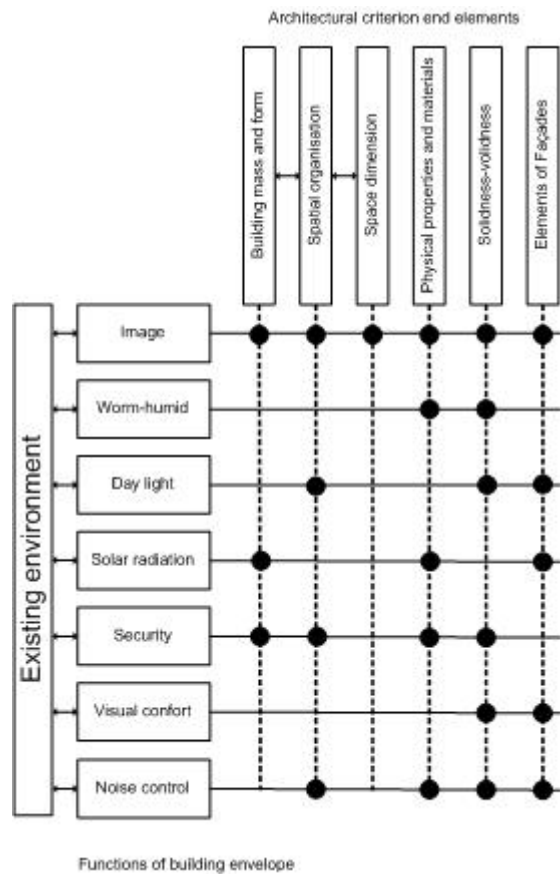 Architectural criterion end elements
Building mass and form
Spatial organisation
Space dimension
Physical properties and materials
Solidness-volidness
Elements of Façades
Existing environment
Image
Worm-humid
Day light
Solar radiation
Security
Visual confort
Noise control
Functions of building envelope